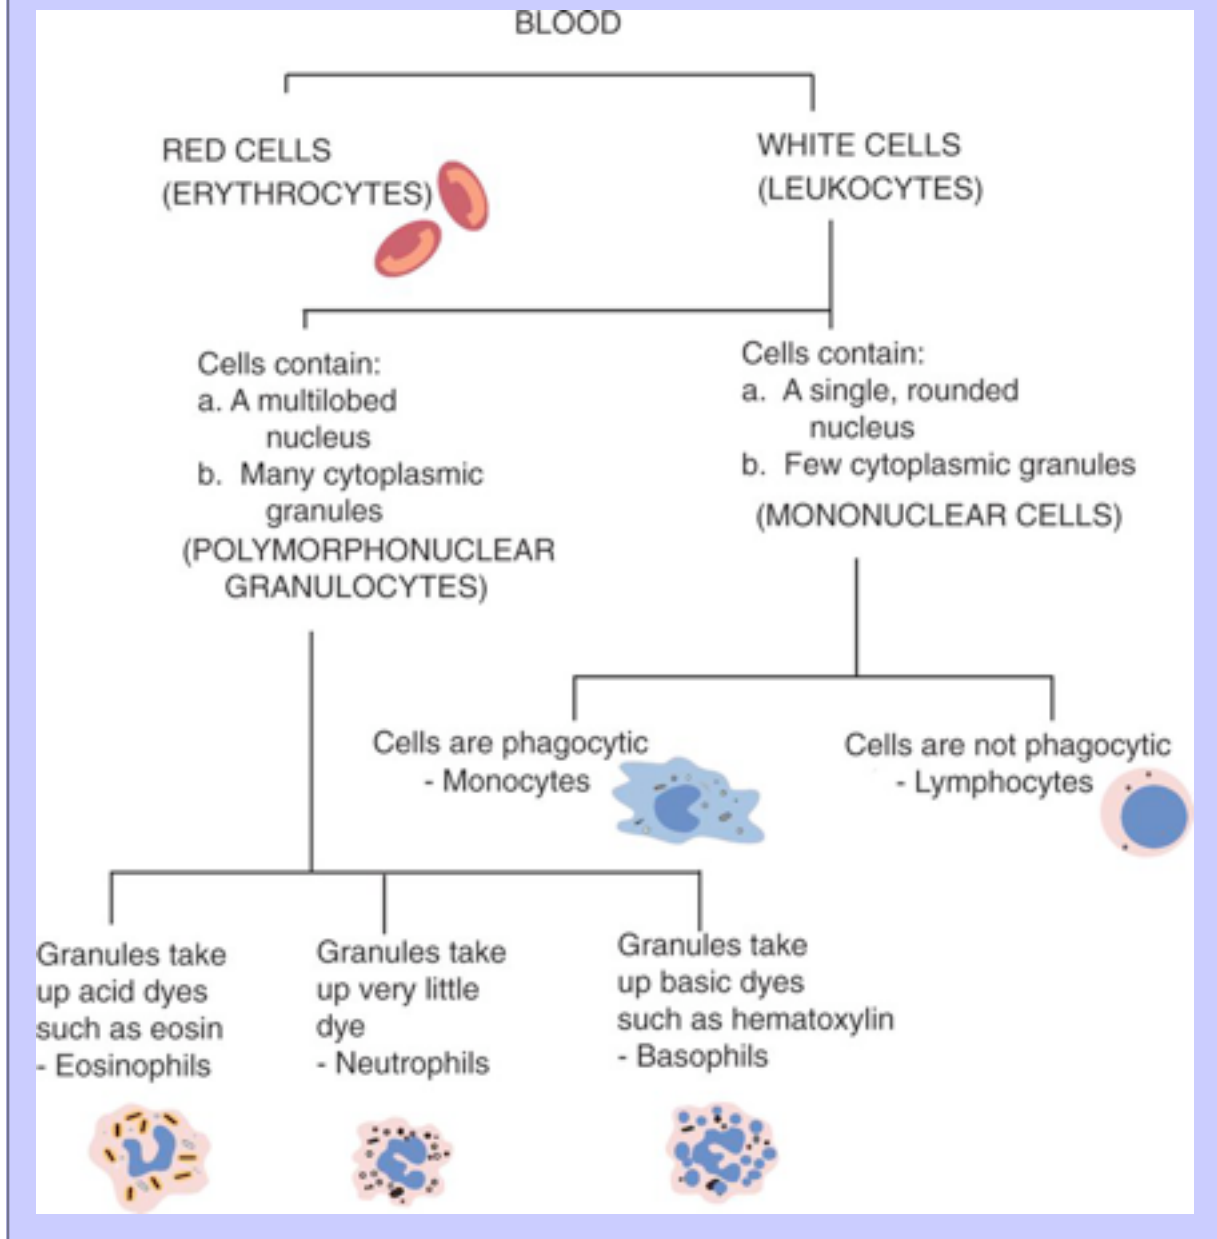 BLOOD
RED CELLS
(ERYTHROCYTES)
WHITE CELLS
(LEUKOCYTES)
Cells contain:
a. A multilobed
nucleus
b. Many cytoplasmic
granules
(POLYMORPHONUCLEAR
GRANULOCYTES)
Cells contain:
a. A single, rounded
nucleus
b. Few cytoplasmic granules
(MONONUCLEAR CELLS)
Cells are phagocytic
- Monocytes
Cells are not phagocytic
- Lymphocytes
Granules take
up acid dyes
such as eosin
- Eosinophils
Granules take
up very little
dye
- Neutrophils
Granules take
up basic dyes
such as hematoxylin
- Basophils